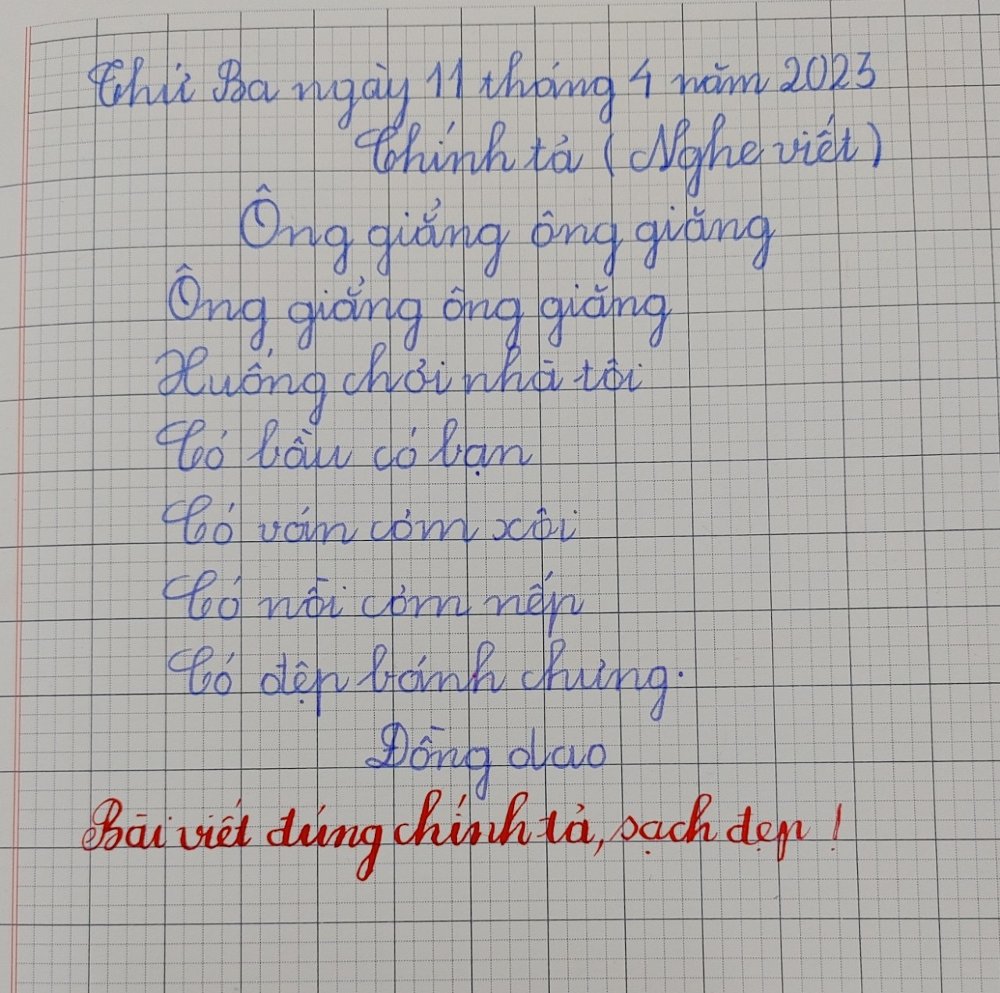 Thứ Ba ngày 11 tháng 4 năm 2023
Chính tả (Nghe viết)
Ông giẳng ông giăng
Ông giẳng ông giăng
Xuống chơi nhà tôi
Có bầu có bạn
Có ván cơm xôi
Có nồi cơm nếp
Có đệp bánh chưng.
Đồng dao
Bài viết đúng chính tả, sạch đẹp!